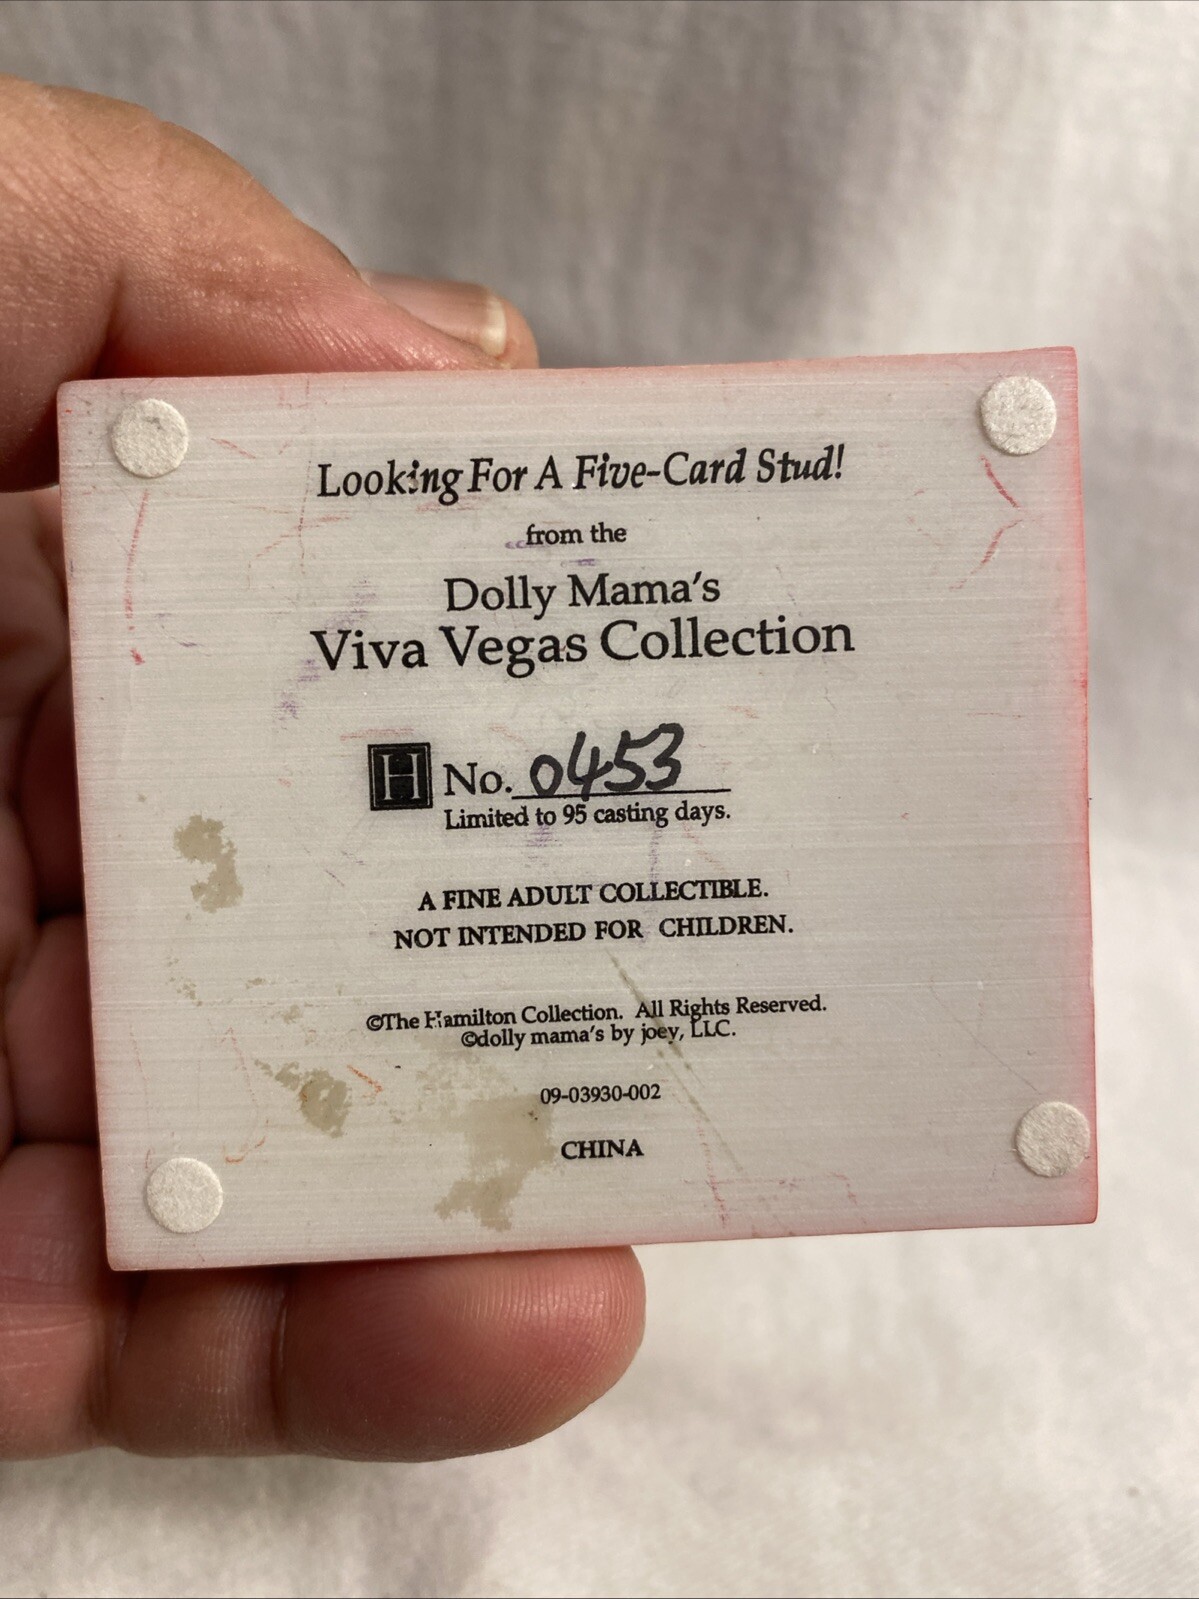 Looking For A Five-Card Stud!
from the
Dolly Mama's
Viva Vegas Collection
H No. 0453
Limited to 95 casting days.
A FINE ADULT COLLECTIBLE.
NOT INTENDED FOR CHILDREN.
©The Hamilton Collection. All Rights Reserved.
©dolly mama's by joey, LLC.
09-03930-002
CHINA